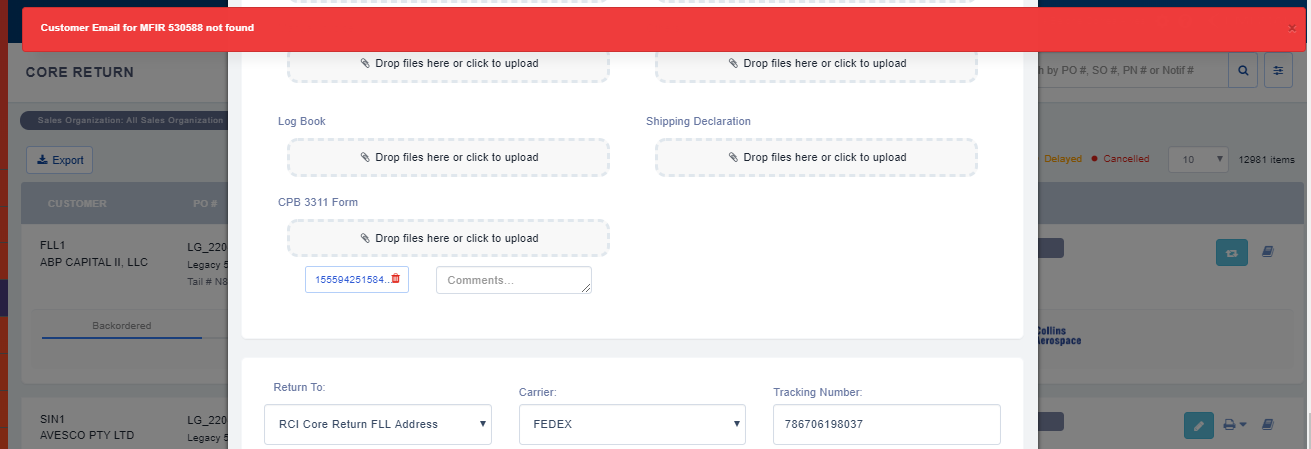 Customer Email for MFIR 530588 not found
×
Drop files here or click to upload
Drop files here or click to upload
CORE RETURN
h by PO #, SO #, PN # or Notif #
Sales Organization: All Sales Organization
Log Book
Shipping Declaration
Drop files here or click to upload
Drop files here or click to upload
Export
Delayed
Cancelled
10
12981 items
CUSTOMER
PO #
CPB 3311 Form
Drop files here or click to upload
FLL1
LG_220
ABP CAPITAL II, LLC
Legacy 5
Tail # N8
155594251584...
Comments...
Backordered
Collins
Aerospace
Return To:
Carrier:
Tracking Number:
RCI Core Return FLL Address
FEDEX
786706198037
SIN1
LG_220
AVESCO PTY LTD
Legacy 5